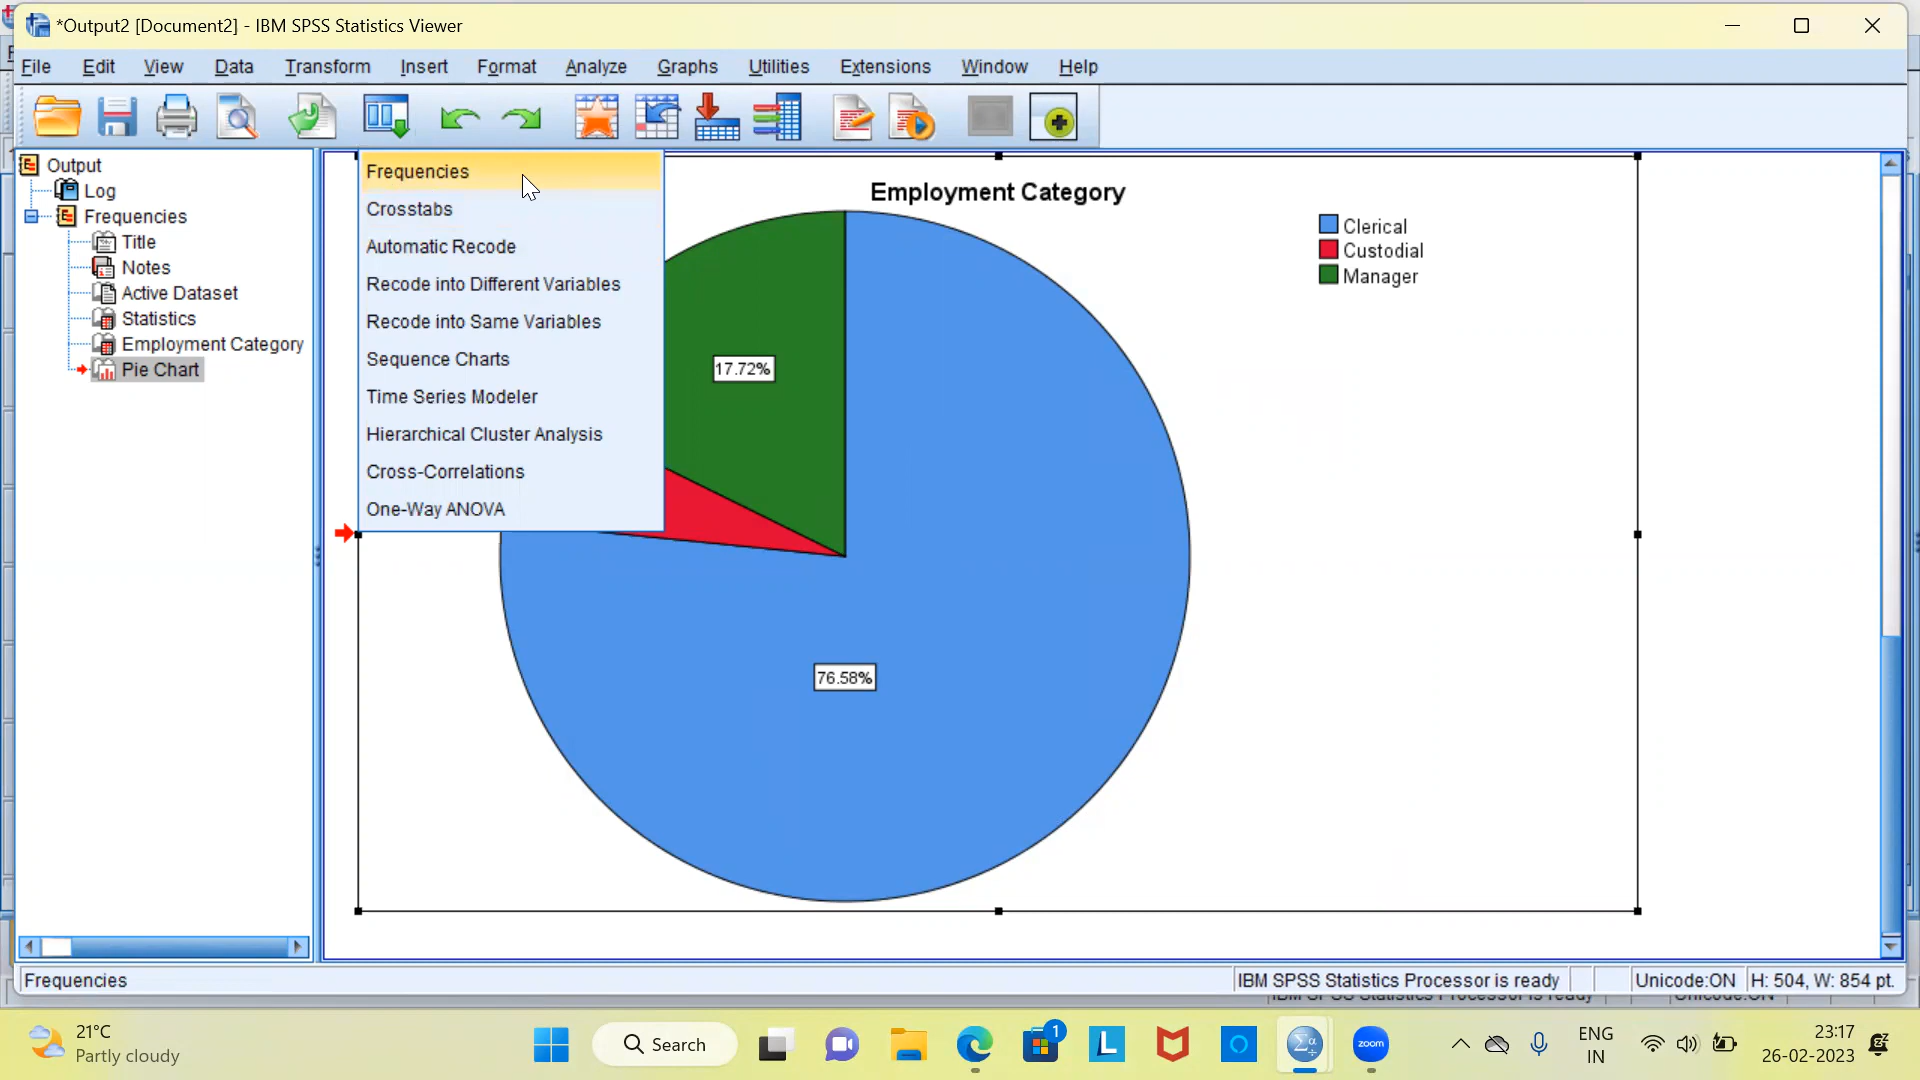 *Output2 [Document2] - IBM SPSS Statistics Viewer
File Edit View Data Transform Insert Format Analyze Graphs Utilities Extensions Window Help
Output
Log
Frequencies
Title
Notes
Active Dataset
Statistics
Employment Category
Pie Chart
Frequencies
Crosstabs
Automatic Recode
Recode into Different Variables
Recode into Same Variables
Sequence Charts
Time Series Modeler
Hierarchical Cluster Analysis
Cross-Correlations
One-Way ANOVA
Employment Category
Clerical
Custodial
Manager
17.72%
76.58%
Frequencies
IBM SPSS Statistics Processor is ready
Unicode:ON
H: 504, W: 854 pt.
21°C
Partly cloudy
Search
1
L
zoom
ENG
IN
23:17
26-02-2023